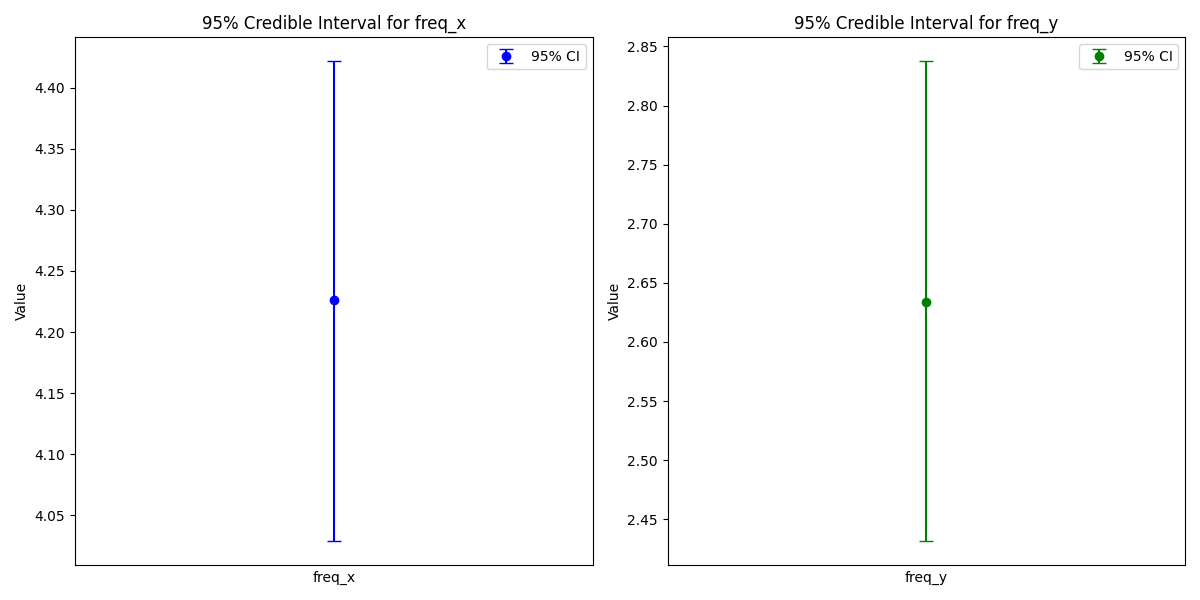 95% Credible Interval for freq_x
95% CI
4.40
4.35
4.30
4.25
4.20
4.15
4.10
4.05
Value
freq_x
95% Credible Interval for freq_y
95% CI
2.85
2.80
2.75
2.70
2.65
2.60
2.55
2.50
2.45
Value
freq_y